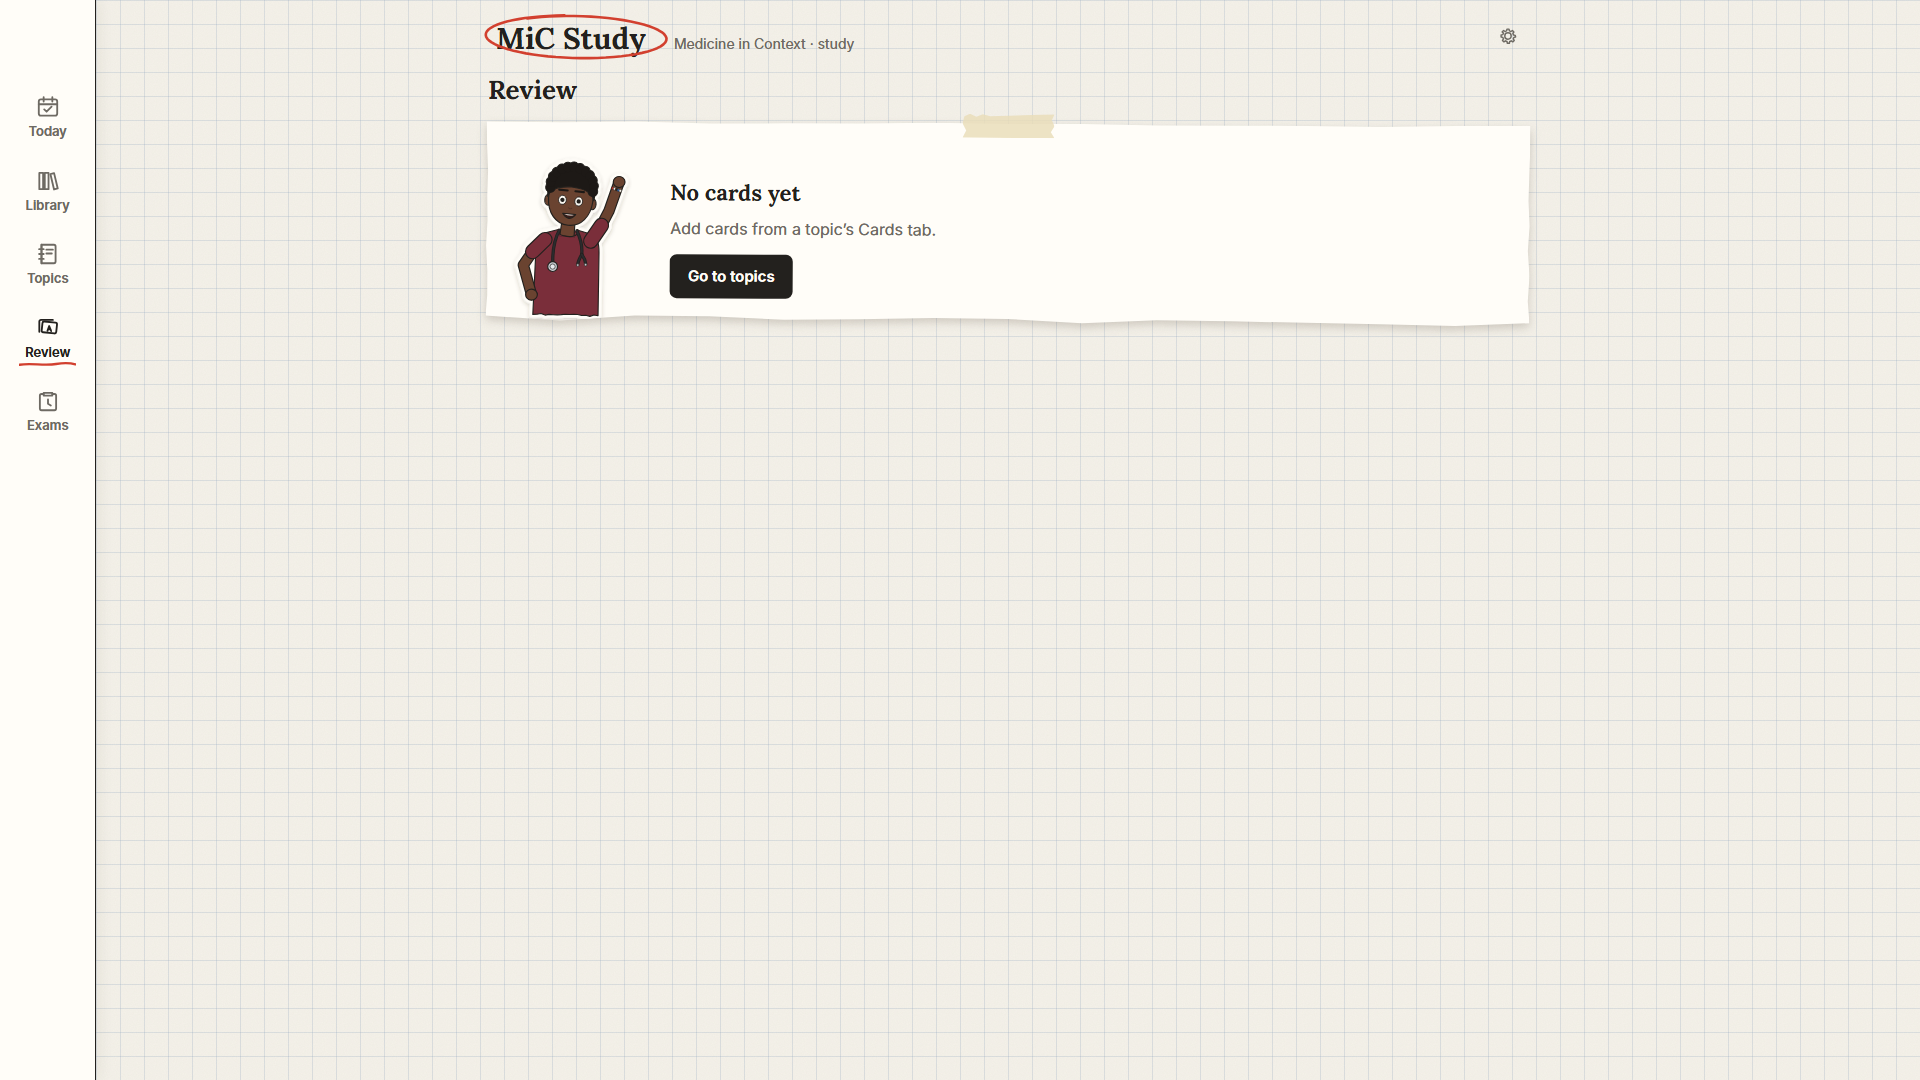 MiC Study
Medicine in Context · study
Review
Today
Library
Topics
Review
Exams
No cards yet
Add cards from a topic’s Cards tab.
Go to topics